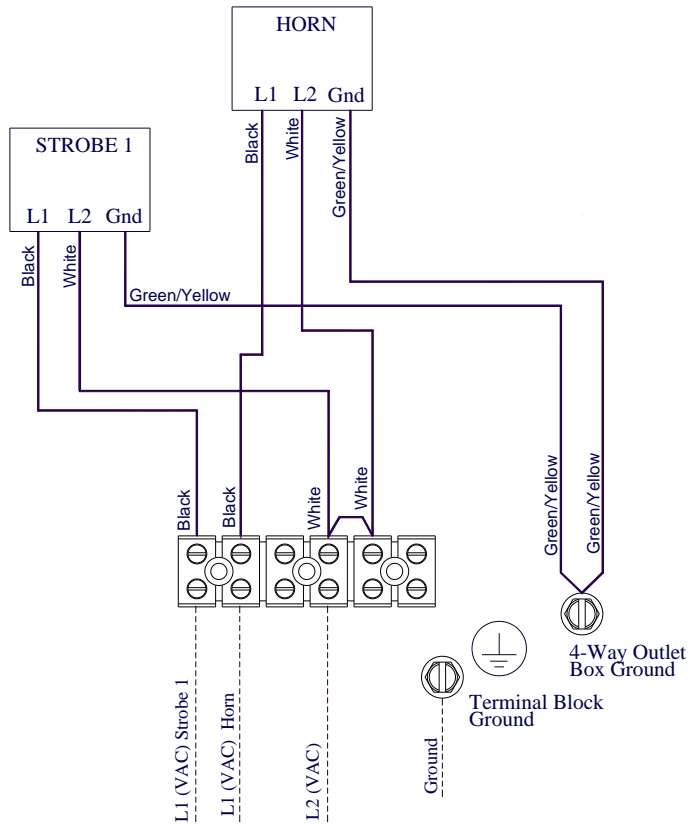 HORN
L1 L2 Gnd
Black
White
Green/Yellow
STROBE 1
L1 L2 Gnd
Black
White
Green/Yellow
Black
Black
White
White
Green/Yellow
Green/Yellow
4-Way Outlet
Box Ground
Terminal Block
Ground
L1 (VAC) Strobe 1
L1 (VAC) Horn
L2 (VAC)
Ground